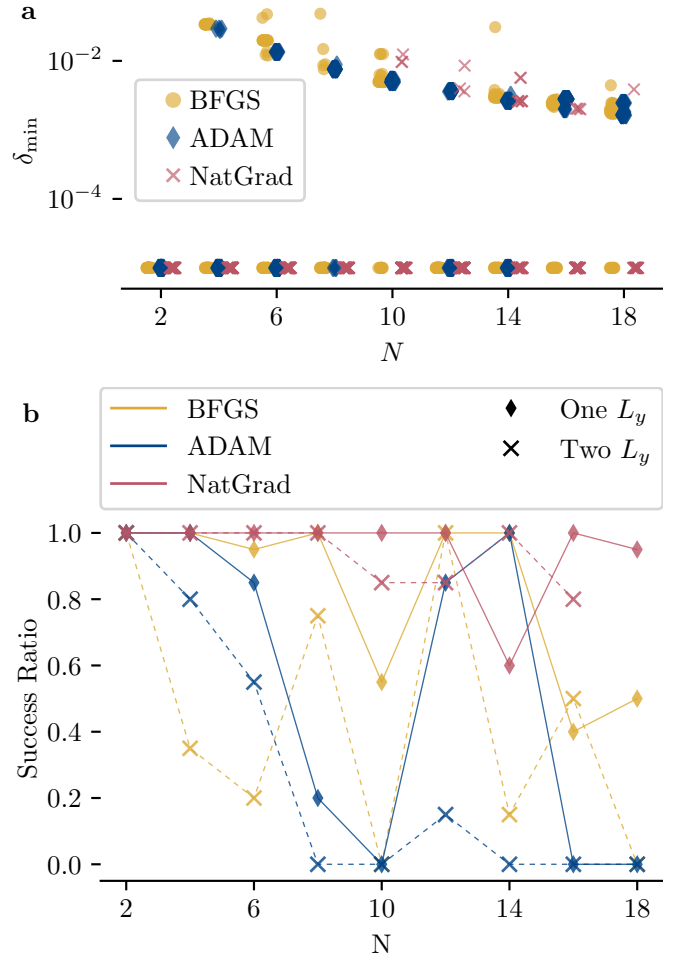 a
10⁻²
10⁻⁴
δ_min
BFGS
ADAM
NatGrad
2 6 10 14 18
N
b
BFGS
ADAM
NatGrad
One L_y
Two L_y
1.0
0.8
0.6
0.4
0.2
0.0
Success Ratio
2 6 10 14 18
N